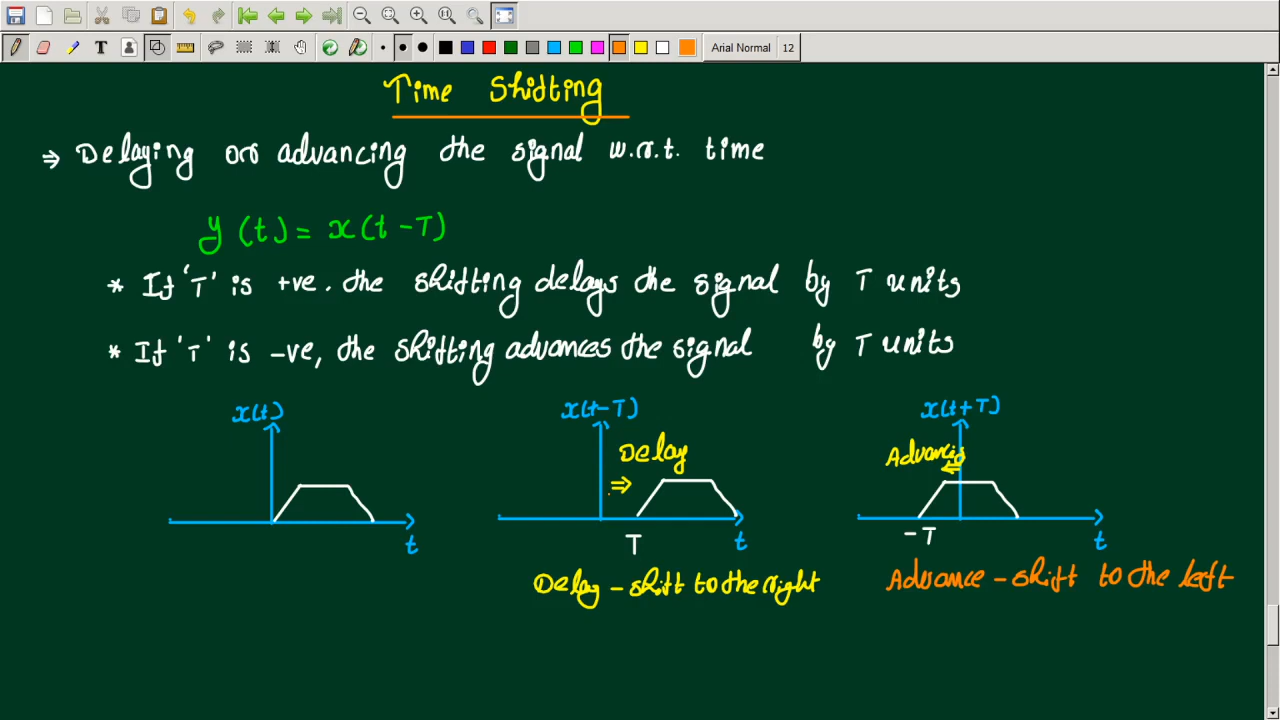 Arial Normal 12
Time Shifting
⇒ Delaying or advancing the signal w.r.t. time
y(t) = x(t-T)
* If 'T' is +ve. the shifting delays the signal by T units
* If 'T' is -ve, the shifting advances the signal by T units
x(t)
t
x(t-T)
Delay
⇒
T
t
x(t+T)
⇐
-T
t
Delay - shift to the right
Advance - shift to the left